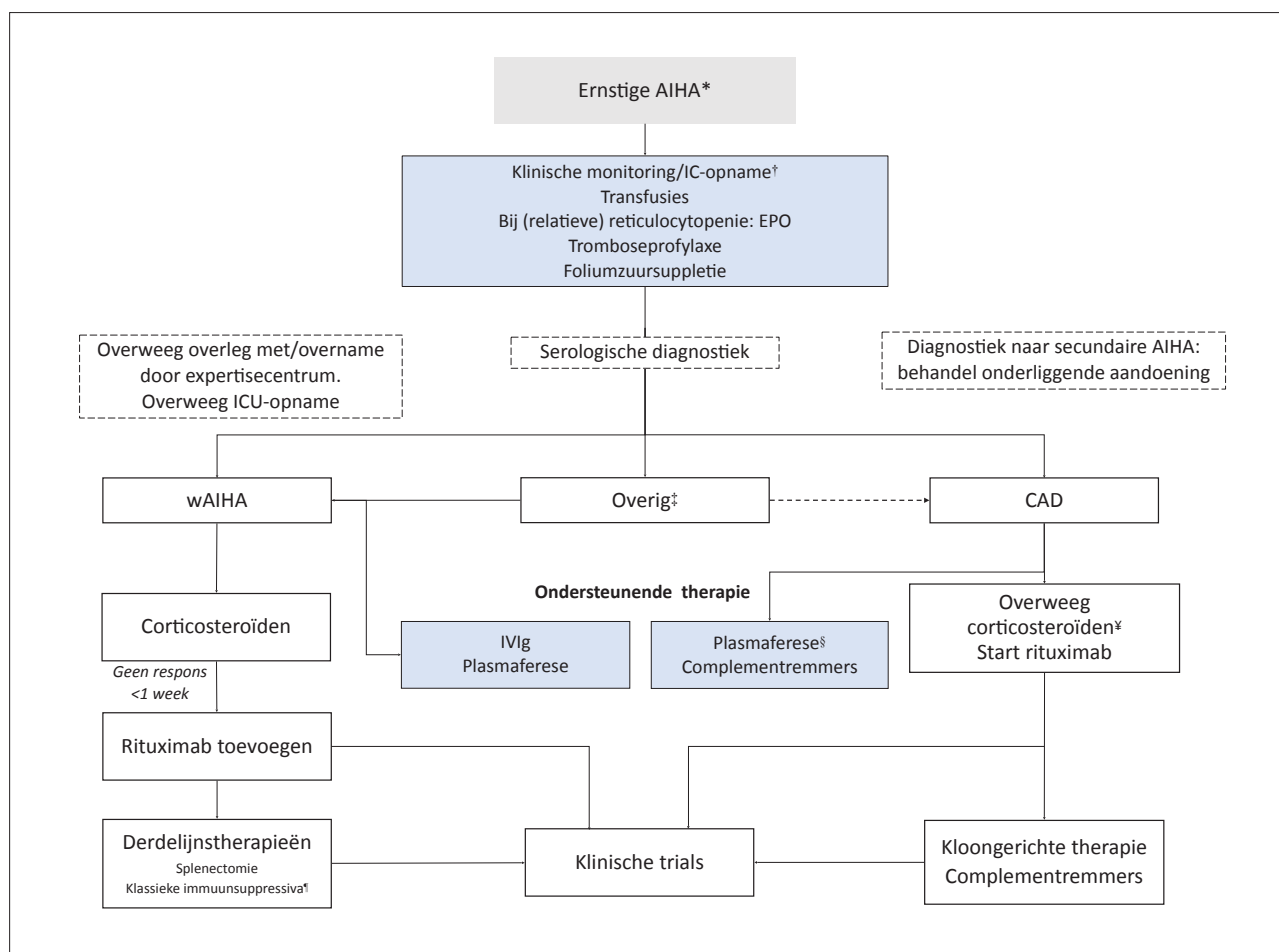 Ernstige AIHA*
Klinische monitoring/IC-opname†
Transfusies
Bij (relatieve) reticulocytopenie: EPO
Tromboseprofylaxe
Foliumzuursuppletie
Overweeg overleg met/overname
door expertisecentrum.
Overweeg ICU-opname
Serologische diagnostiek
Diagnostiek naar secundaire AIHA:
behandel onderliggende aandoening
wAIHA
Overig‡
CAD
Ondersteunende therapie
Corticosteroïden
IVIg
Plasmaferese
Plasmaferese§
Complementremmers
Overweeg
corticosteroïden¥
Start rituximab
Geen respons
<1 week
Rituximab toevoegen
Derdelijnstherapieën
Splenectomie
Klassieke immuunsuppressiva¶
Klinische trials
Kloongerichte therapie
Complementremmers